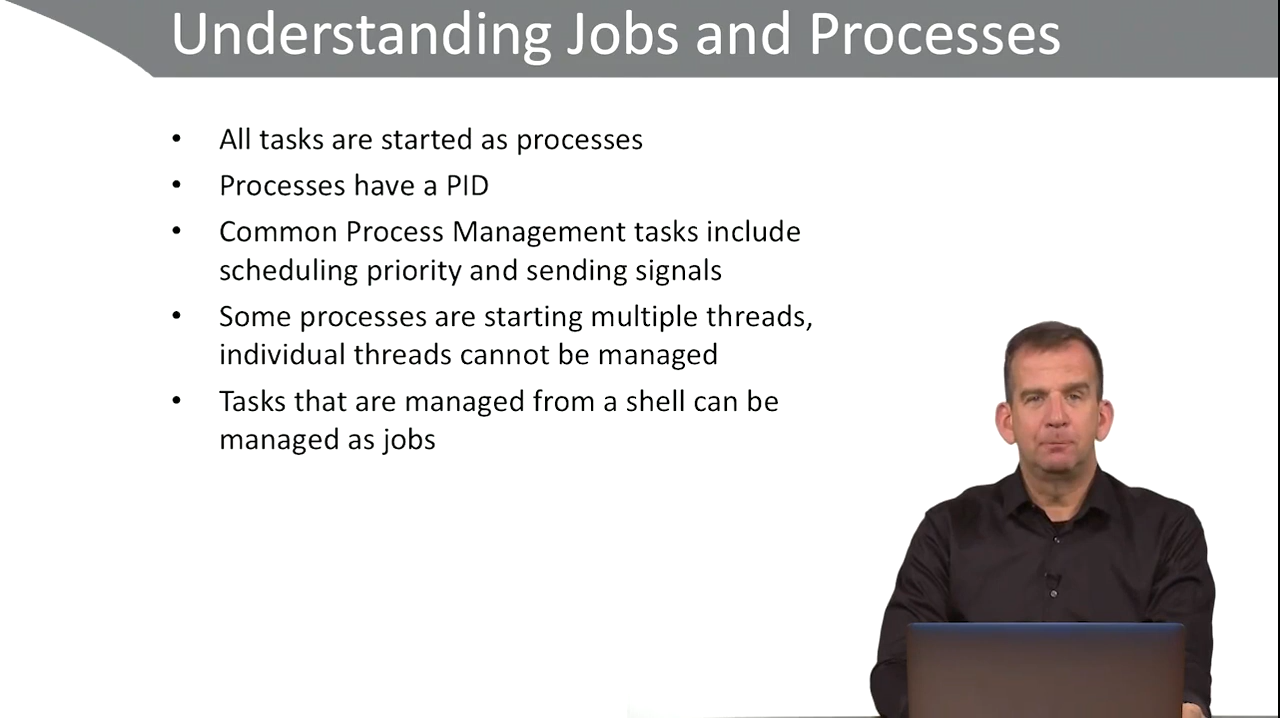 Understanding Jobs and Processes
• All tasks are started as processes
• Processes have a PID
• Common Process Management tasks include
scheduling priority and sending signals
• Some processes are starting multiple threads,
individual threads cannot be managed
• Tasks that are managed from a shell can be
managed as jobs